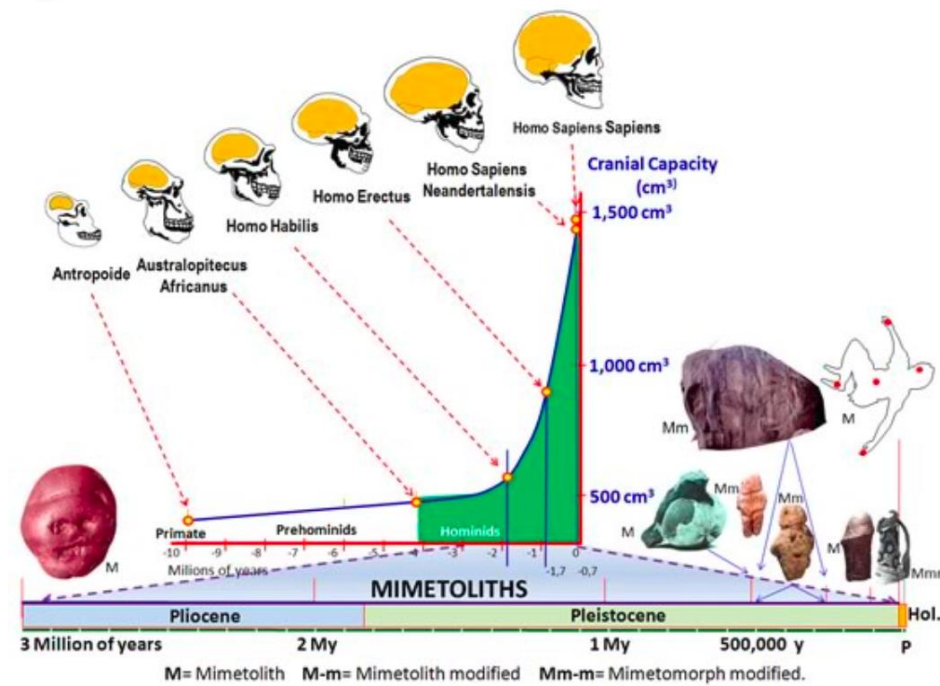 Homo Sapiens Sapiens
Cranial Capacity
(cm³)
1,500 cm³
Homo Sapiens
Neandertalensis
Homo Erectus
Homo Habilis
Australopitecus
Africanus
Antropoide
1,000 cm³
M
Mm
500 cm³
Mm
Mm
M
M
Mmm
M
Primate
Prehominids
Hominids
-10 -9 -8 -7 -6 -5 -4 -3 -2 -1 0
Milions of years
-1,7 -0,7
MIMETOLITHS
Pliocene
Pleistocene
Hol.
3 Million of years
2 My
1 My
500,000 y
P
M= Mimetolith M-m= Mimetolith modified Mm-m= Mimetomorph modified.